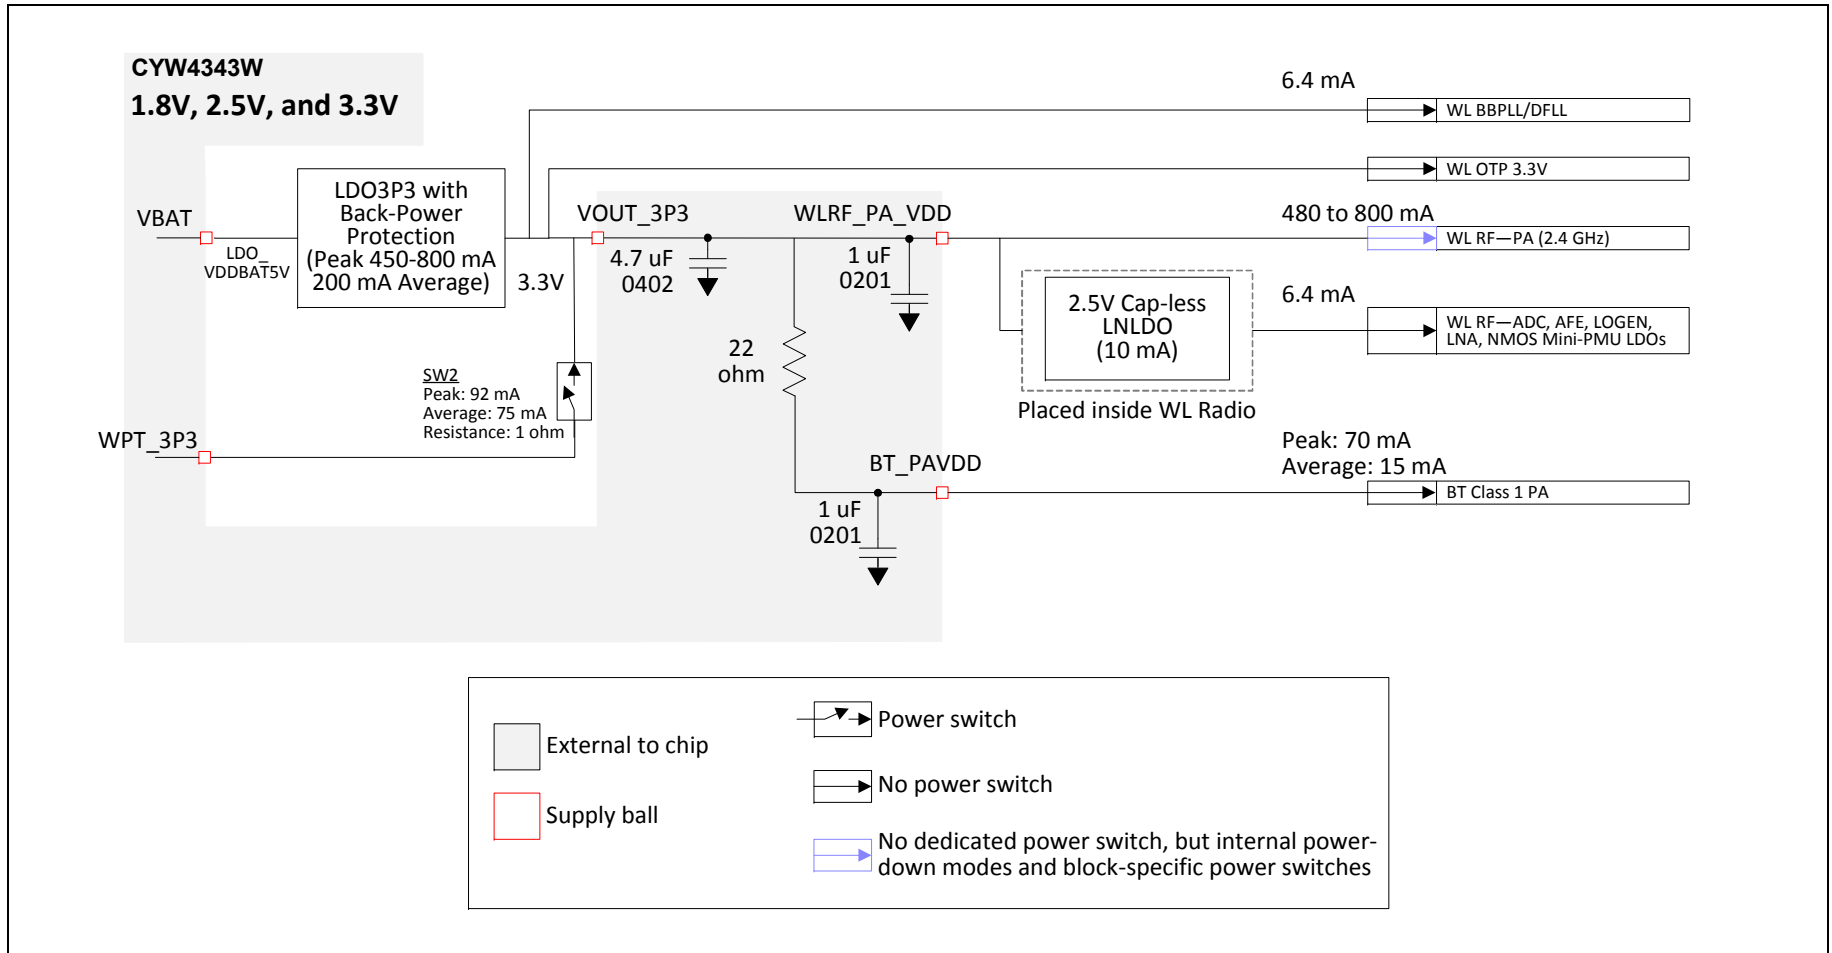 CYW4343W
1.8V, 2.5V, and 3.3V
6.4 mA
WL BBPLL/DFLL
WL OTP 3.3V
VBAT
LDO_
VDDBAT5V
LDO3P3 with
Back-Power
Protection
(Peak 450-800 mA
200 mA Average)
3.3V
VOUT_3P3
4.7 uF
0402
WLRF_PA_VDD
1 uF
0201
480 to 800 mA
WL RF—PA (2.4 GHz)
2.5V Cap-less
LNLDO
(10 mA)
Placed inside WL Radio
6.4 mA
WL RF—ADC, AFE, LOGEN,
LNA, NMOS Mini-PMU LDOs
22
ohm
SW2
Peak: 92 mA
Average: 75 mA
Resistance: 1 ohm
WPT_3P3
BT_PAVDD
1 uF
0201
Peak: 70 mA
Average: 15 mA
BT Class 1 PA
External to chip
Supply ball
Power switch
No power switch
No dedicated power switch, but internal power-
down modes and block-specific power switches